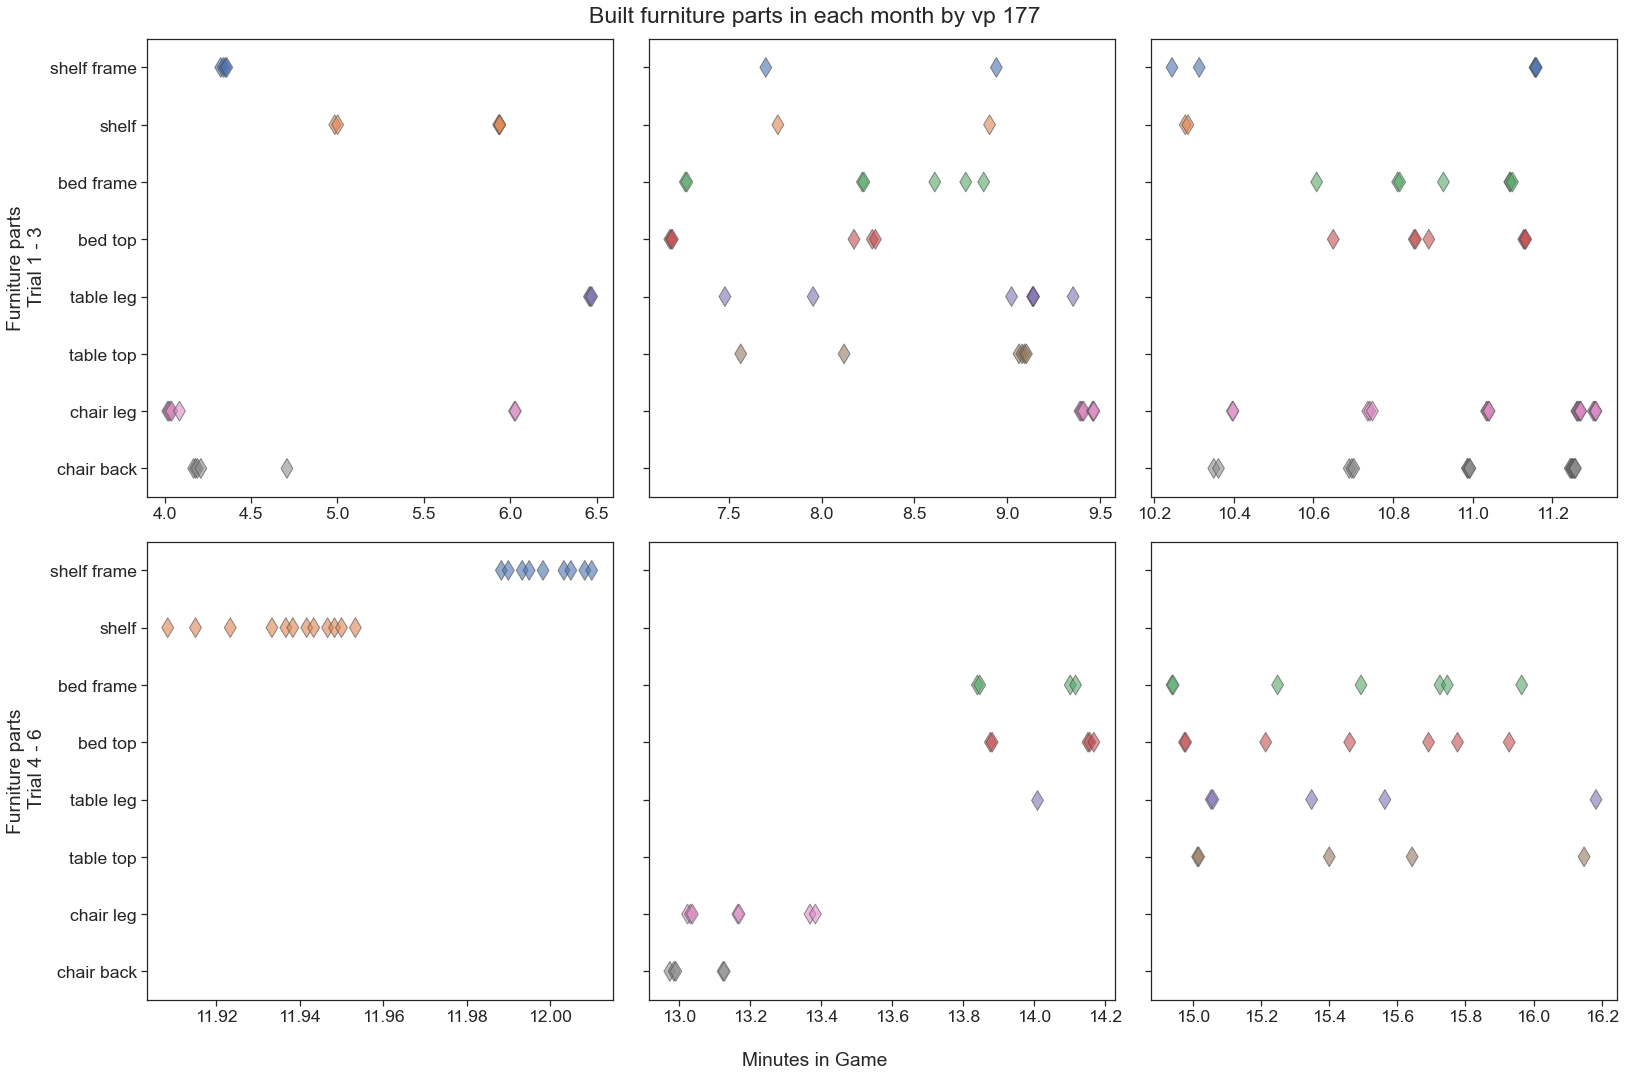 Built furniture parts in each month by vp 177
Furniture parts
Trial 1 - 3
shelf frame
shelf
bed frame
bed top
table leg
table top
chair leg
chair back
4.0 4.5 5.0 5.5 6.0 6.5
7.5 8.0 8.5 9.0 9.5
10.2 10.4 10.6 10.8 11.0 11.2
Furniture parts
Trial 4 - 6
shelf frame
shelf
bed frame
bed top
table leg
table top
chair leg
chair back
11.92 11.94 11.96 11.98 12.00
13.0 13.2 13.4 13.6 13.8 14.0 14.2
15.0 15.2 15.4 15.6 15.8 16.0 16.2
Minutes in Game